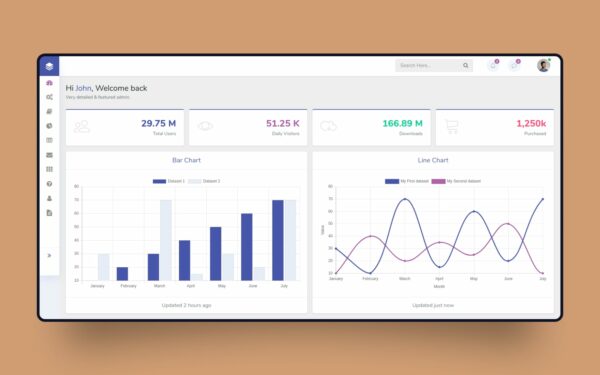 Search Here...
Hi John, Welcome back
Very detailed & featured admin.
29.75 M
Total Users
51.25 K
Daily Visitors
166.89 M
Downloads
1,250k
Purchased
Bar Chart
Dataset 1 Dataset 2
80
70
60
50
40
30
20
10
January February March April May June July
Updated 2 hours ago
Line Chart
My First dataset My Second dataset
Value
80
70
60
50
40
30
20
10
January February March April May June July
Month
Updated just now